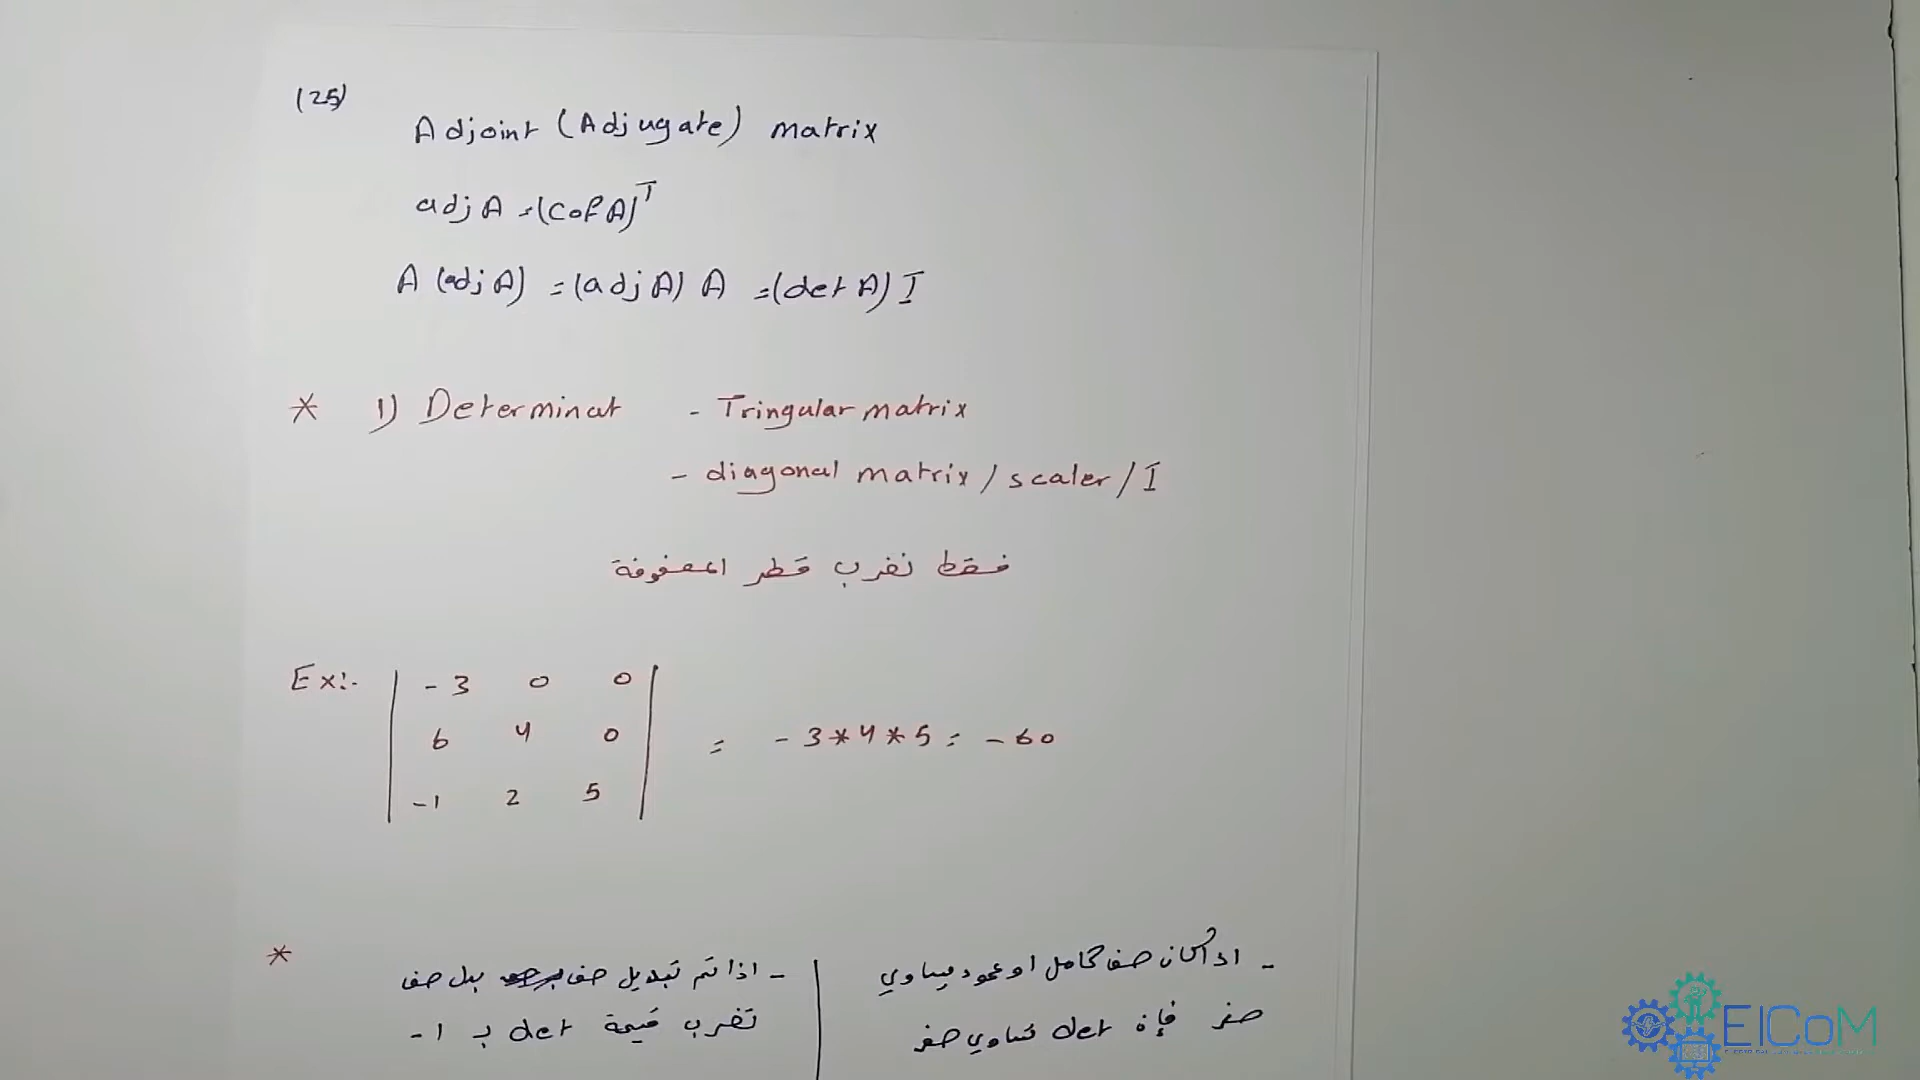 (25)
Adjoint (Adjugate) matrix
adj A = (Cof A)ᵀ
A (adj A) = (adj A) A = (det A) I
* 1) Determinat - Tringular matrix
- diagonal matrix / scaler / I
فقط نضرب قطر المصفوفة
Ex:-
| -3 0 0 |
| 6 4 0 | = -3*4*5 = -60
| -1 2 5 |
*
- اذا كان صف كامل او عمود يساوي
صفر فإن det تساوي صفر
- اذا تم تبديل صف بدل صف
تضرب قيمة det بـ 1-
EICoM